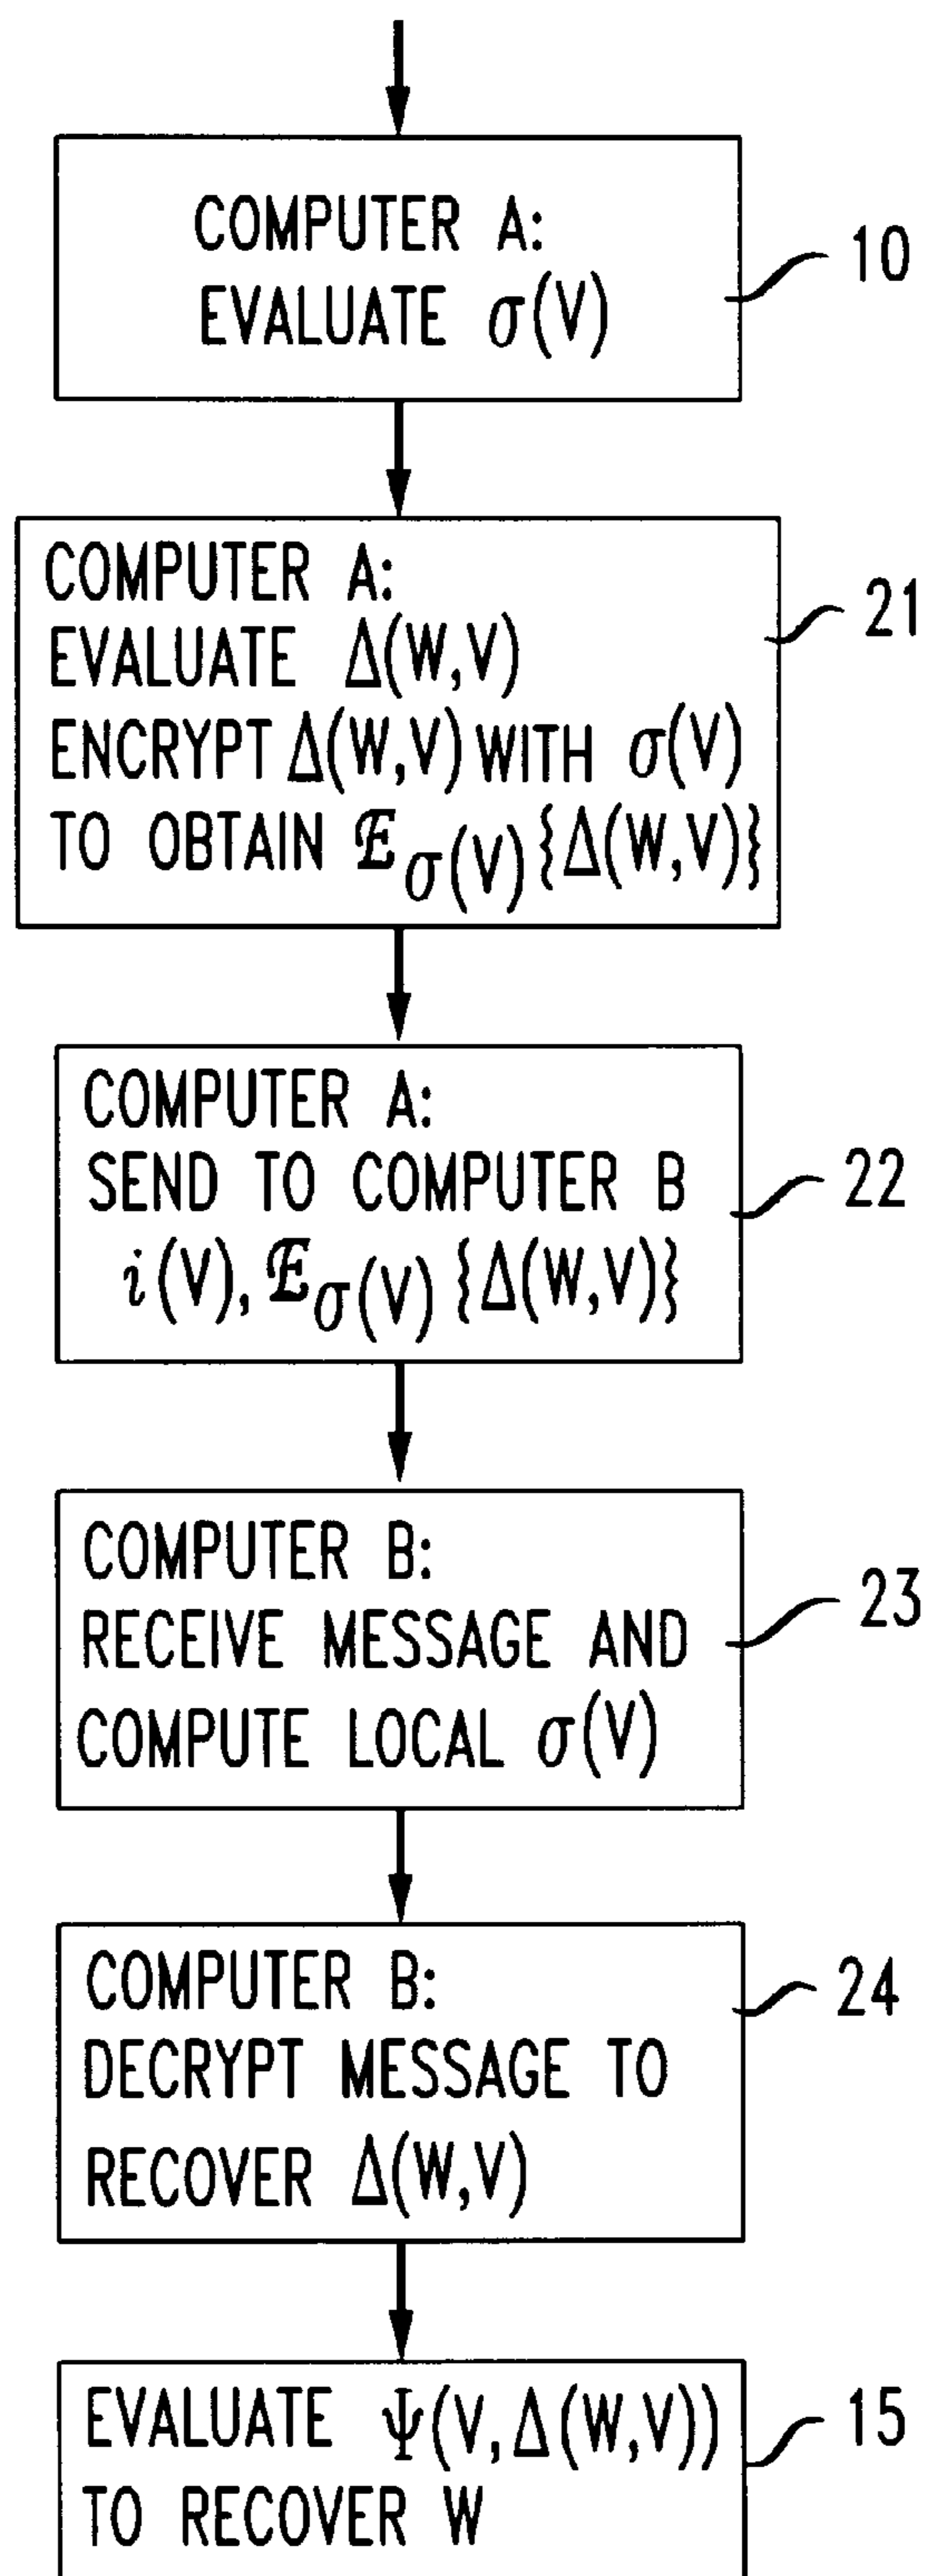 COMPUTER A:
EVALUATE σ(V)
10
COMPUTER A:
EVALUATE Δ(W,V)
ENCRYPT Δ(W,V) WITH σ(V)
TO OBTAIN ℰσ(V){Δ(W,V)}
21
COMPUTER A:
SEND TO COMPUTER B
i(V), ℰσ(V){Δ(W,V)}
22
COMPUTER B:
RECEIVE MESSAGE AND
COMPUTE LOCAL σ(V)
23
COMPUTER B:
DECRYPT MESSAGE TO
RECOVER Δ(W,V)
24
EVALUATE Ψ(V,Δ(W,V))
TO RECOVER W
15